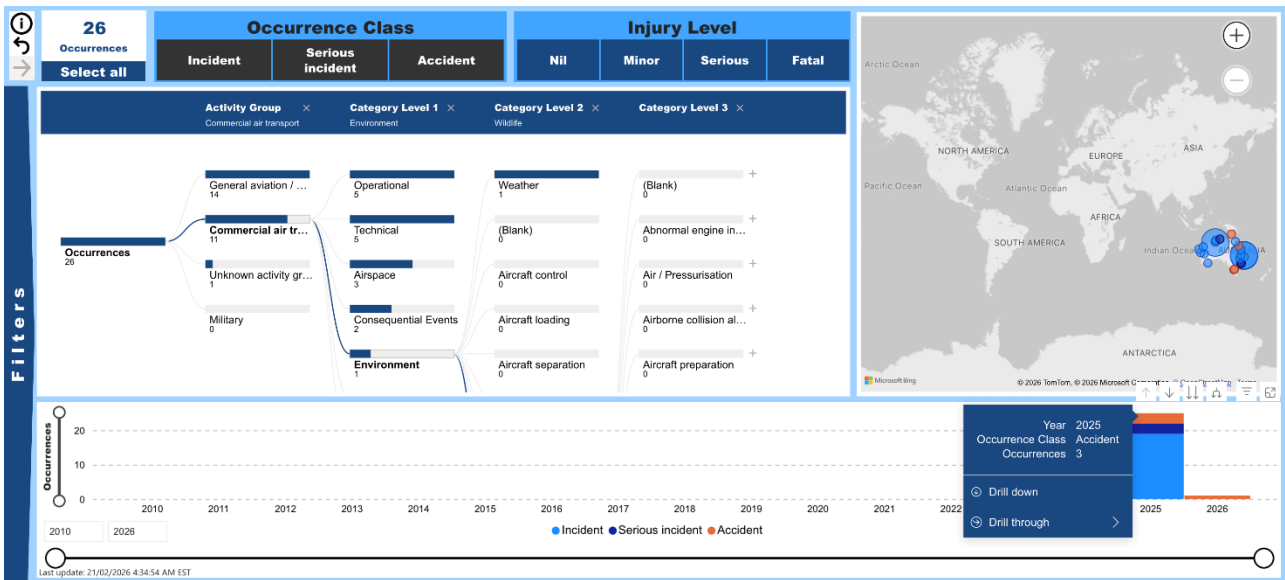 26
Occurrences
Select all
Occurrence Class
Incident
Serious
incident
Accident
Injury Level
Nil
Minor
Serious
Fatal
Filters
Activity Group ×
Commercial air transport
Category Level 1 ×
Environment
Category Level 2 ×
Wildlife
Category Level 3 ×
Occurrences
26
General aviation / ...
14
Commercial air tr...
11
Unknown activity gr...
1
Military
0
Operational
5
Technical
5
Airspace
3
Consequential Events
2
Environment
1
Weather
1
(Blank)
0
Aircraft control
0
Aircraft loading
0
Aircraft separation
0
(Blank)
0
Abnormal engine in...
0
Air / Pressurisation
0
Airborne collision al...
0
Aircraft preparation
0
Arctic Ocean
NORTH AMERICA
EUROPE
ASIA
Pacific Ocean
Atlantic Ocean
AFRICA
SOUTH AMERICA
Indian Ocean
ANTARCTICA
Microsoft Bing
© 2026 TomTom, © 2026 Microsoft
Occurrences
20
10
0
2010 2011 2012 2013 2014 2015 2016 2017 2018 2019 2020 2021 2022 2025 2026
Year 2025
Occurrence Class Accident
Occurrences 3
Drill down
Drill through
2010 2026
Incident Serious incident Accident
Last update: 21/02/2026 4:34:54 AM EST